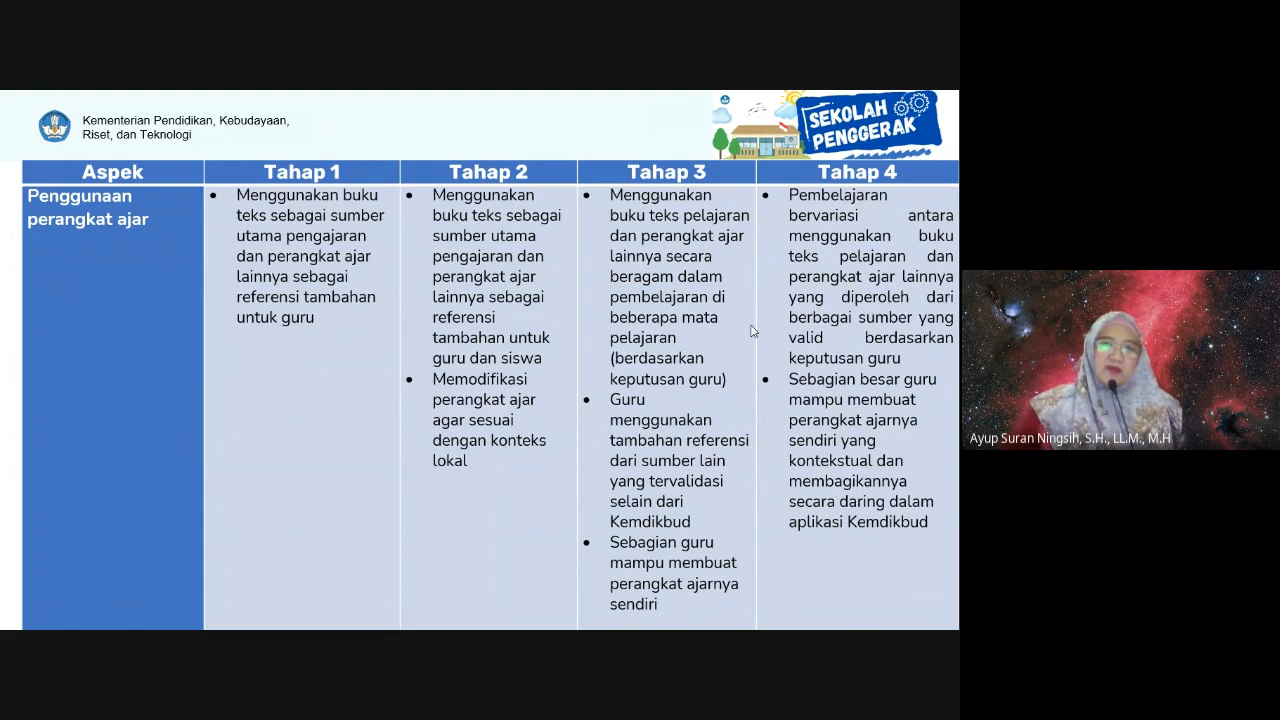 Kementerian Pendidikan, Kebudayaan,
Riset, dan Teknologi
SEKOLAH
PENGGERAK
Aspek
Tahap 1
Tahap 2
Tahap 3
Tahap 4
Penggunaan
perangkat ajar
• Menggunakan buku
teks sebagai sumber
utama pengajaran
dan perangkat ajar
lainnya sebagai
referensi tambahan
untuk guru
• Menggunakan
buku teks sebagai
sumber utama
pengajaran dan
perangkat ajar
lainnya sebagai
referensi
tambahan untuk
guru dan siswa
• Memodifikasi
perangkat ajar
agar sesuai
dengan konteks
lokal
• Menggunakan
buku teks pelajaran
dan perangkat ajar
lainnya secara
beragam dalam
pembelajaran di
beberapa mata
pelajaran
(berdasarkan
keputusan guru)
• Guru
menggunakan
tambahan referensi
dari sumber lain
yang tervalidasi
selain dari
Kemdikbud
• Sebagian guru
mampu membuat
perangkat ajarnya
sendiri
• Pembelajaran
bervariasi antara
menggunakan buku
teks pelajaran dan
perangkat ajar lainnya
yang diperoleh dari
berbagai sumber yang
valid berdasarkan
keputusan guru
• Sebagian besar guru
mampu membuat
perangkat ajarnya
sendiri yang
kontekstual dan
membagikannya
secara daring dalam
aplikasi Kemdikbud
Ayup Suran Ningsih, S.H., LL.M., M.H